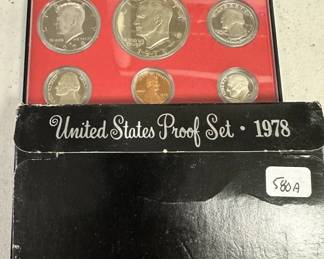 United States Proof Set · 1978
580A